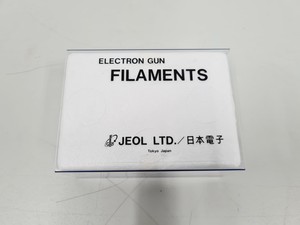 ELECTRON GUN
FILAMENTS
JEOL LTD./日本電子
Tokyo Japan